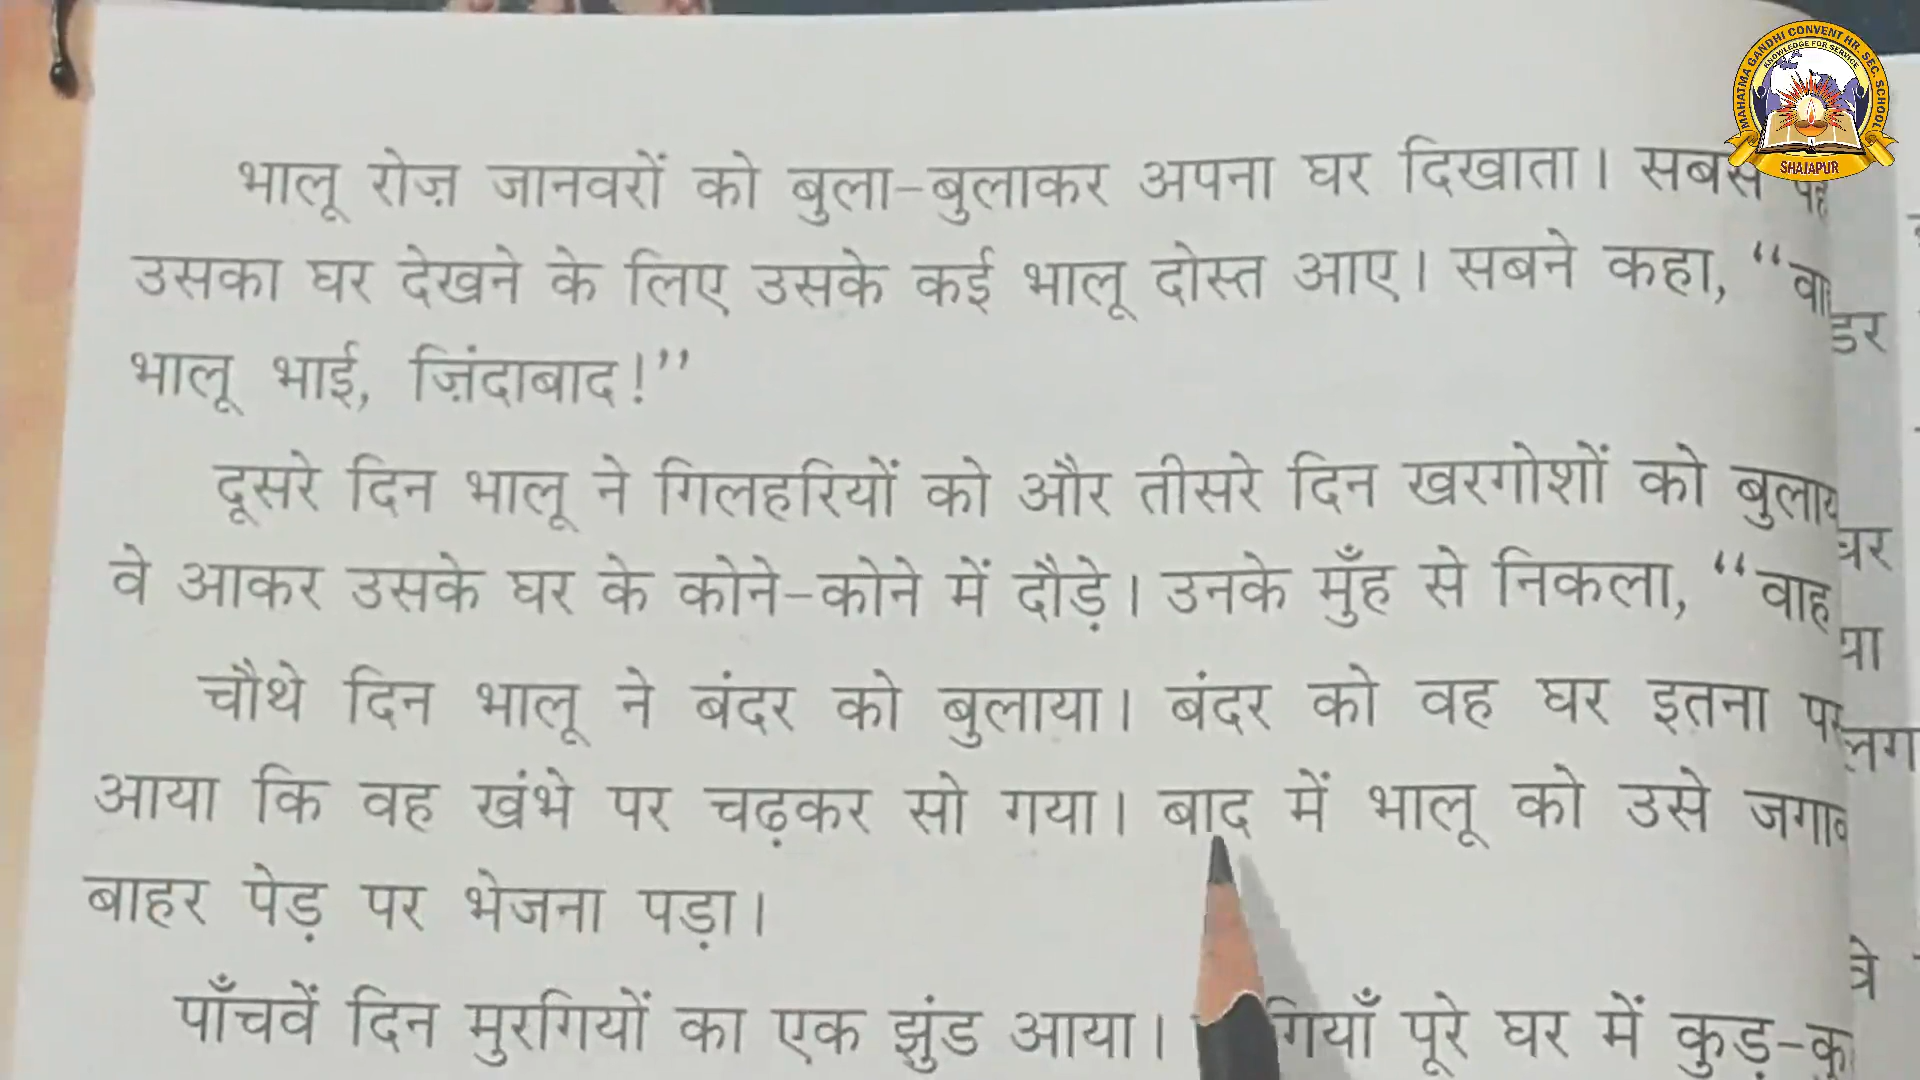 MAHATMA GANDHI CONVENT HR. SEC. SCHOOL
KNOWLEDGE FOR SERVICE
SHAJAPUR
भालू रोज़ जानवरों को बुला-बुलाकर अपना घर दिखाता। सबसे
उसका घर देखने के लिए उसके कई भालू दोस्त आए। सबने कहा, “
भालू भाई, ज़िंदाबाद!”
दूसरे दिन भालू ने गिलहरियों को और तीसरे दिन खरगोशों को
वे आकर उसके घर के कोने-कोने में दौड़े। उनके मुँह से निकला, “वाह
चौथे दिन भालू ने बंदर को बुलाया। बंदर को वह घर इतना
आया कि वह खंभे पर चढ़कर सो गया। बाद में भालू को उसे
बाहर पेड़ पर भेजना पड़ा।
पाँचवें दिन मुरगियों का एक झुंड आया। पूरे घर में